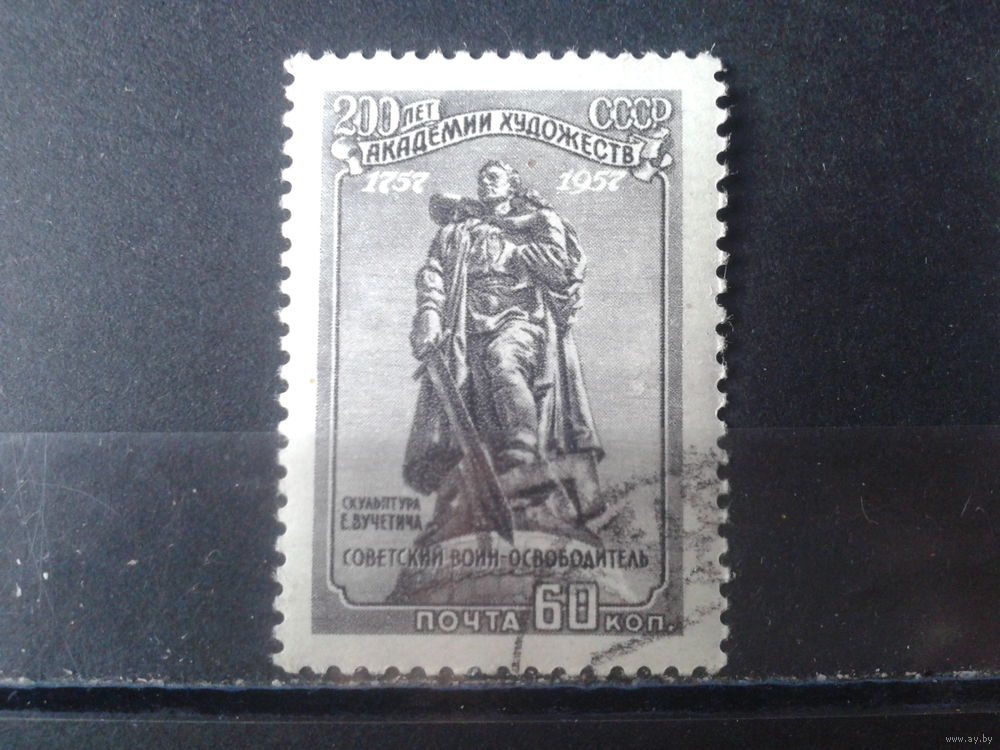 200 ЛЕТ
СССР
АКАДЕМИИ ХУДОЖЕСТВ
1757 1957
СКУЛЬПТУРА
Е. ВУЧЕТИЧА
СОВЕТСКИЙ ВОИН-ОСВОБОДИТЕЛЬ
ПОЧТА 60 КОП.
www.ay.by